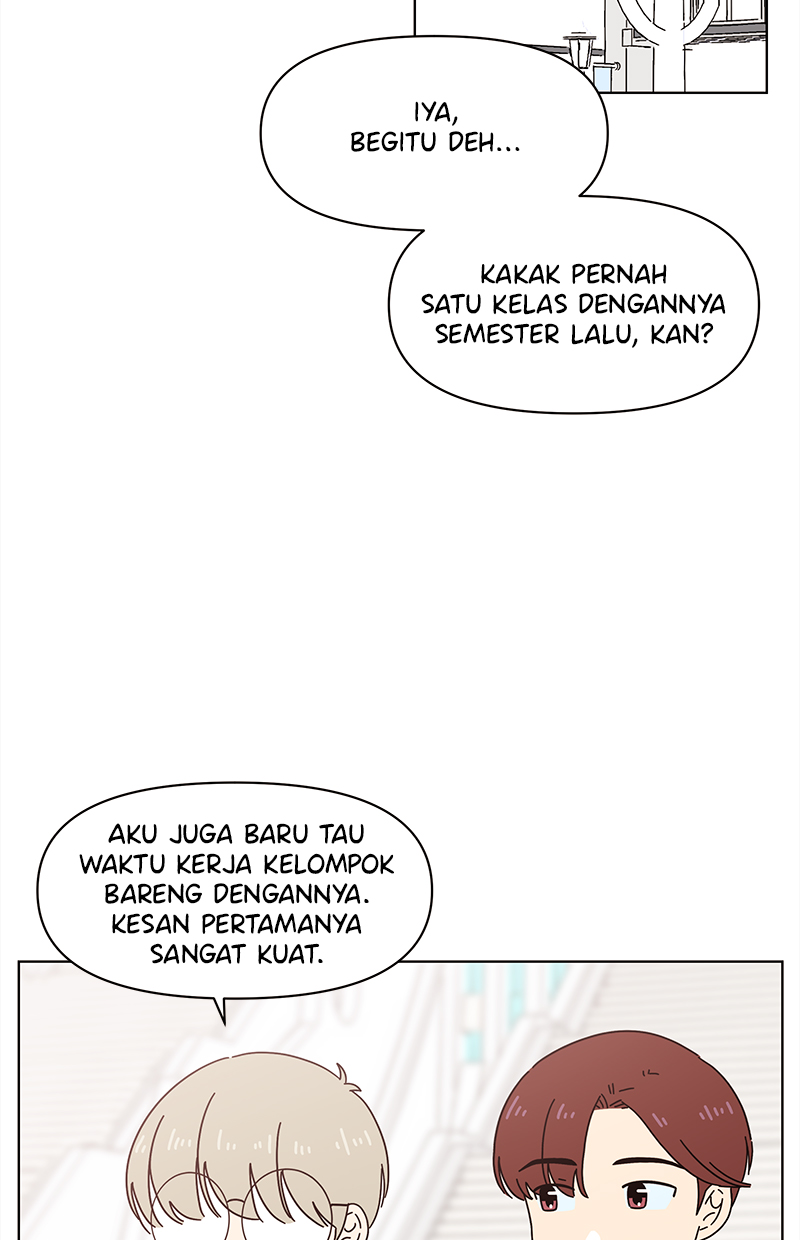 IYA,
BEGITU DEH...
KAKAK PERNAH
SATU KELAS DENGANNYA
SEMESTER LALU, KAN?
AKU JUGA BARU TAU
WAKTU KERJA KELOMPOK
BARENG DENGANNYA.
KESAN PERTAMANYA
SANGAT KUAT.